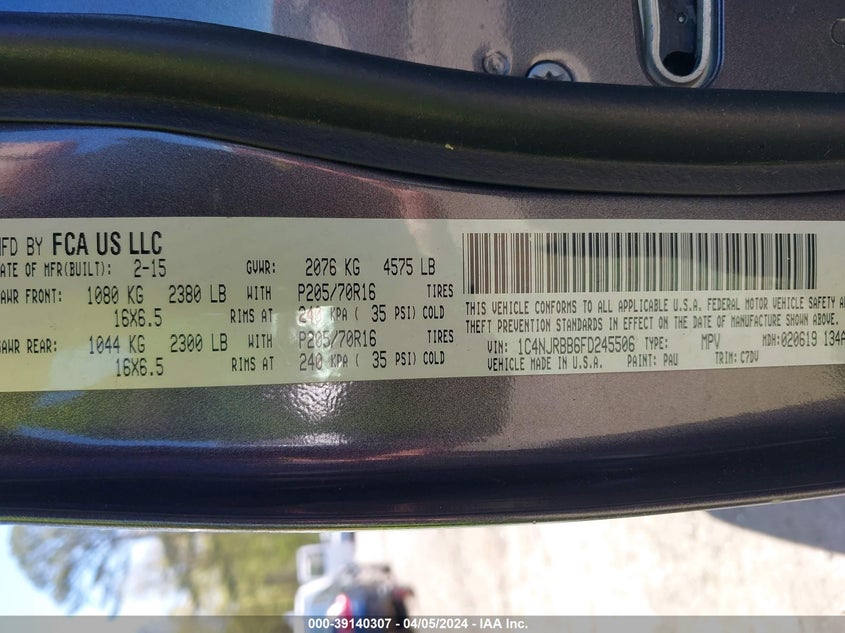 MFD BY FCA US LLC
DATE OF MFR(BUILT): 2-15 GVWR: 2076 KG 4575 LB
GAWR FRONT: 1080 KG 2380 LB WITH P205/70R16 TIRES
16X6.5 RIMS AT 240 KPA ( 35 PSI) COLD
GAWR REAR: 1044 KG 2300 LB WITH P205/70R16 TIRES
16X6.5 RIMS AT 240 KPA ( 35 PSI) COLD
THIS VEHICLE CONFORMS TO ALL APPLICABLE U.S.A. FEDERAL MOTOR VEHICLE SAFETY AND
THEFT PREVENTION STANDARDS IN EFFECT ON THE DATE OF MANUFACTURE SHOWN ABOVE.
VIN: 1C4NJRBB6FD245506 TYPE: MPV MDH:020619 134A
VEHICLE MADE IN U.S.A. PAINT: PAU TRIM: C7DV
000-39140307 - 04/05/2024 - IAA Inc.